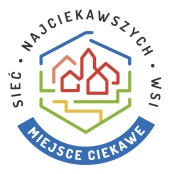 SIEĆ • NAJCIEKAWSZYCH • WSI
MIEJSCE CIEKAWE